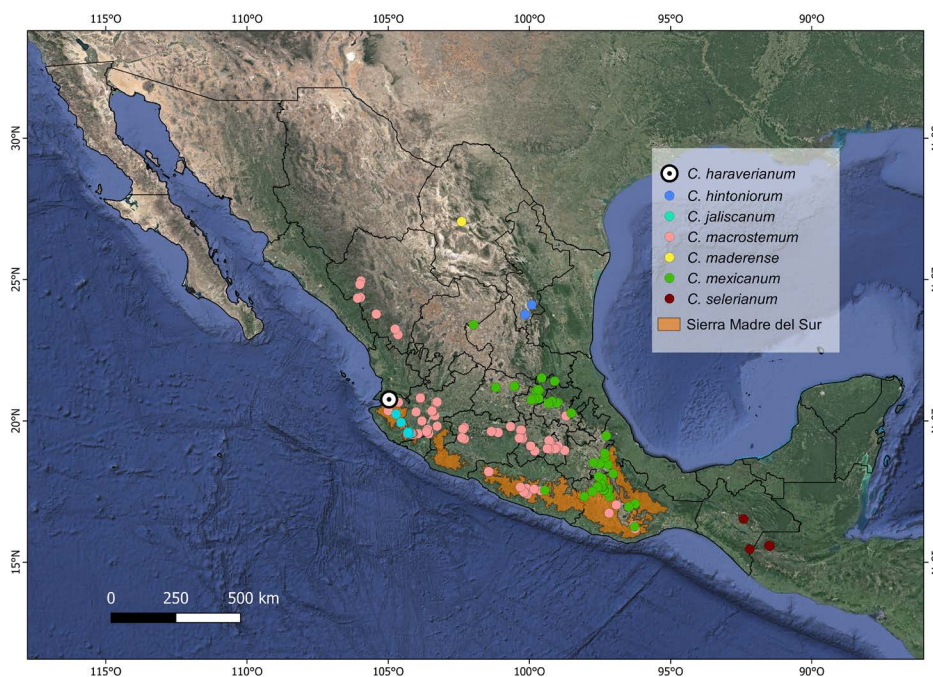 115°O 110°O 105°O 100°O 95°O 90°O
30°N
25°N
20°N
15°N
C. haraverianum
C. hintoniorum
C. jaliscanum
C. macrostemum
C. maderense
C. mexicanum
C. selerianum
Sierra Madre del Sur
0 250 500 km
115°O 110°O 105°O 100°O 95°O 90°O